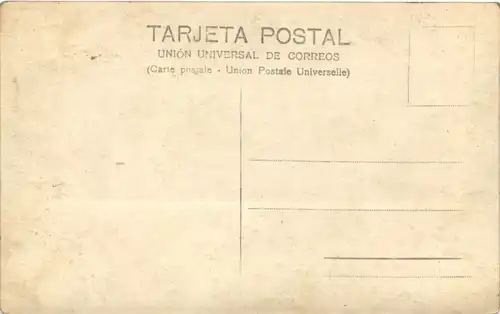 TARJETA POSTAL
UNIÓN UNIVERSAL DE CORREOS
(Carte postale - Union Postale Universelle)